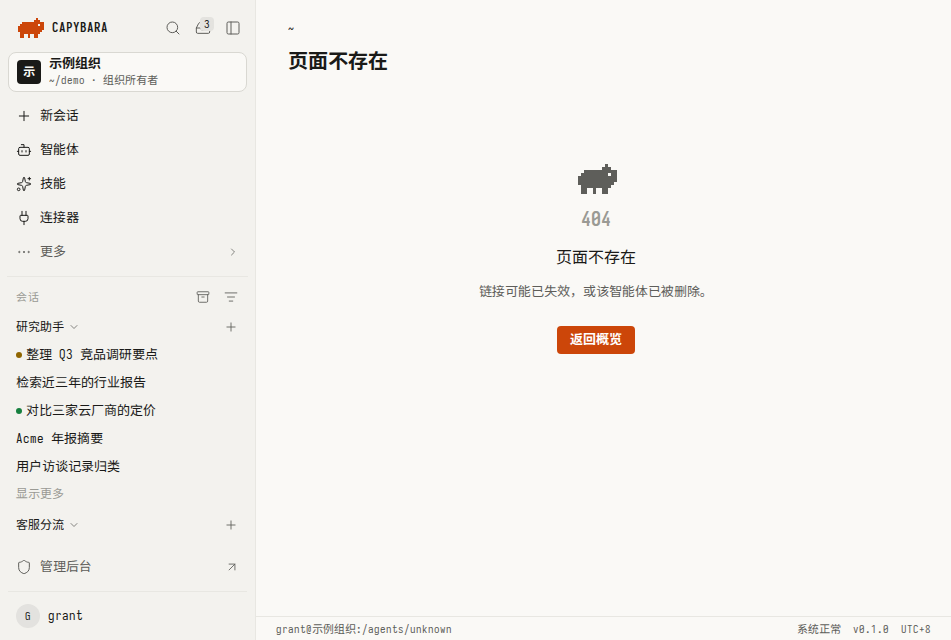 CAPYBARA
3
示
示例组织
~/demo · 组织所有者
新会话
智能体
技能
连接器
更多
会话
研究助手
整理 Q3 竞品调研要点
检索近三年的行业报告
对比三家云厂商的定价
Acme 年报摘要
用户访谈记录归类
显示更多
客服分流
管理后台
G
grant
~
页面不存在
404
页面不存在
链接可能已失效，或该智能体已被删除。
返回概览
grant@示例组织:/agents/unknown
系统正常 v0.1.0 UTC+8